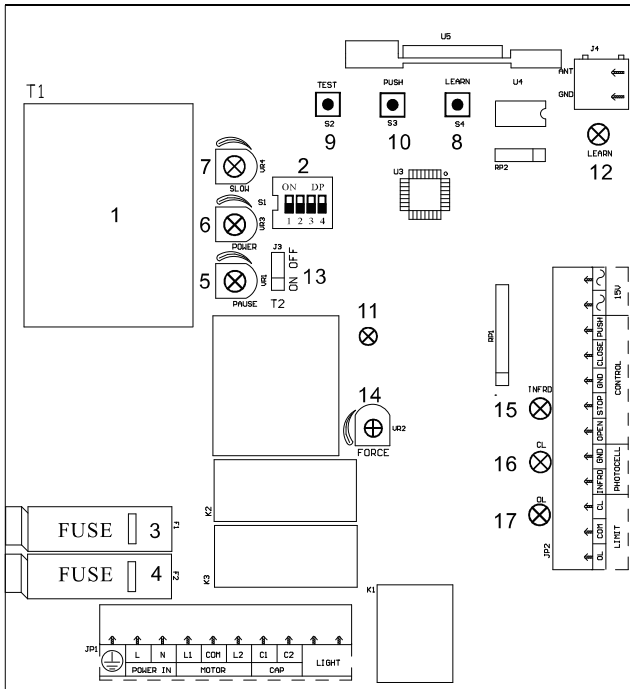 U5
J4
T1
TEST
PUSH
LEARN
U4
ANT
GND
S2
S3
S4
9
10
8
LEARN
12
RP2
7
VR4
SLOW
2
S1
ON DP
1 2 3 4
U3
1
6
VR3
POWER
J3
ON OFF
13
5
VR1
PAUSE
T2
11
RP1
15V
PUSH
CLOSE
GND
STOP
OPEN
CONTROL
GND
INFRD
PHOTOCELL
CL
COM
OL
LIMIT
JP2
14
VR2
FORCE
15
INFRD
16
CL
17
OL
K2
K3
FUSE 3
F1
FUSE 4
F2
K1
JP1
L N L1 COM L2 C1 C2 LIGHT
POWER IN MOTOR CAP